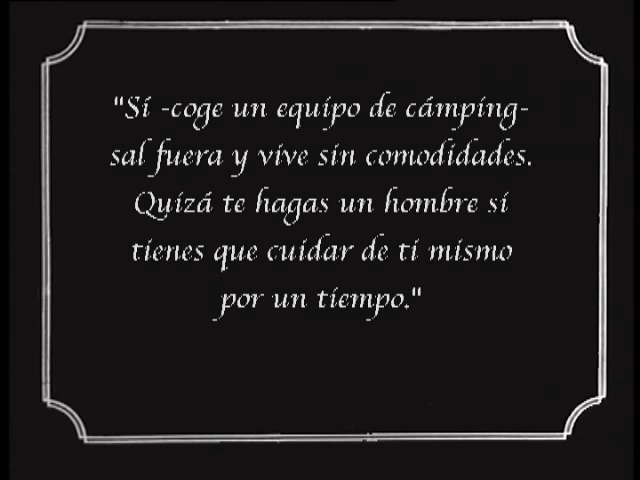 "Sí -coge un equipo de cámping-
sal fuera y vive sin comodidades.
Quizá te hagas un hombre si
tienes que cuidar de ti mismo
por un tiempo."